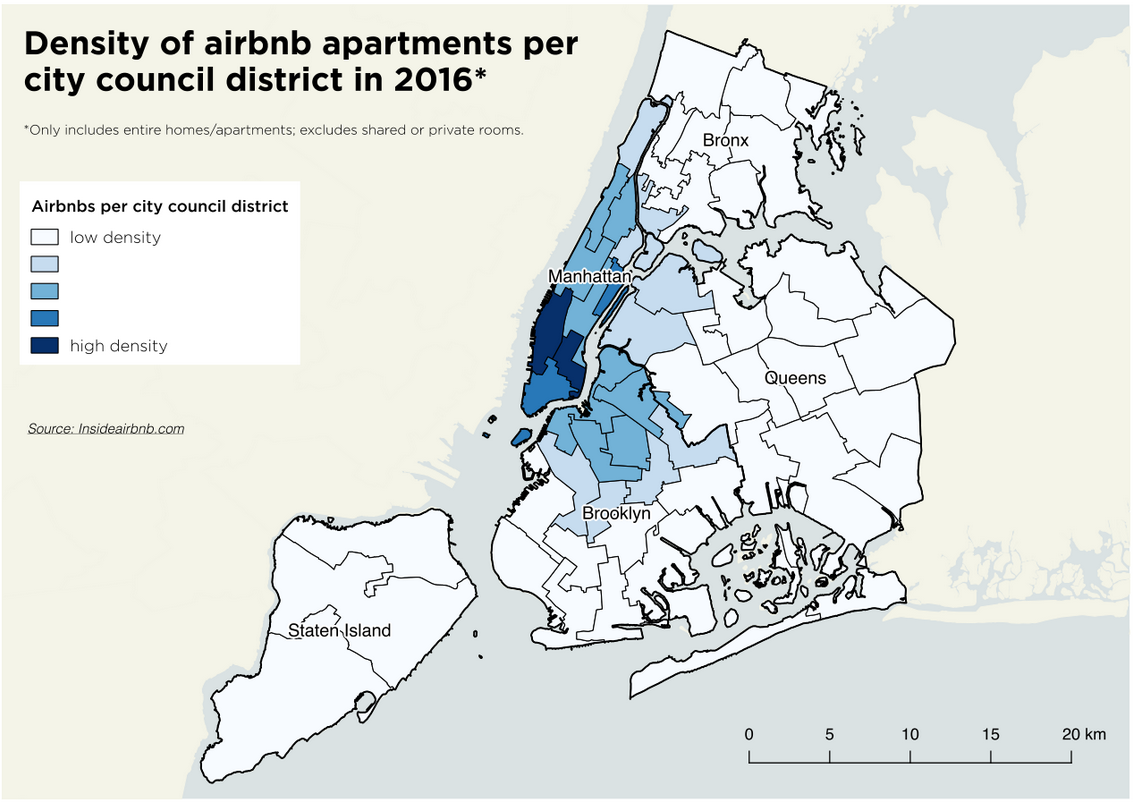 Density of airbnb apartments per
city council district in 2016*
*Only includes entire homes/apartments; excludes shared or private rooms.
Airbnbs per city council district
low density
high density
Source: Insideairbnb.com
Bronx
Manhattan
Queens
Brooklyn
Staten Island
0 5 10 15 20 km